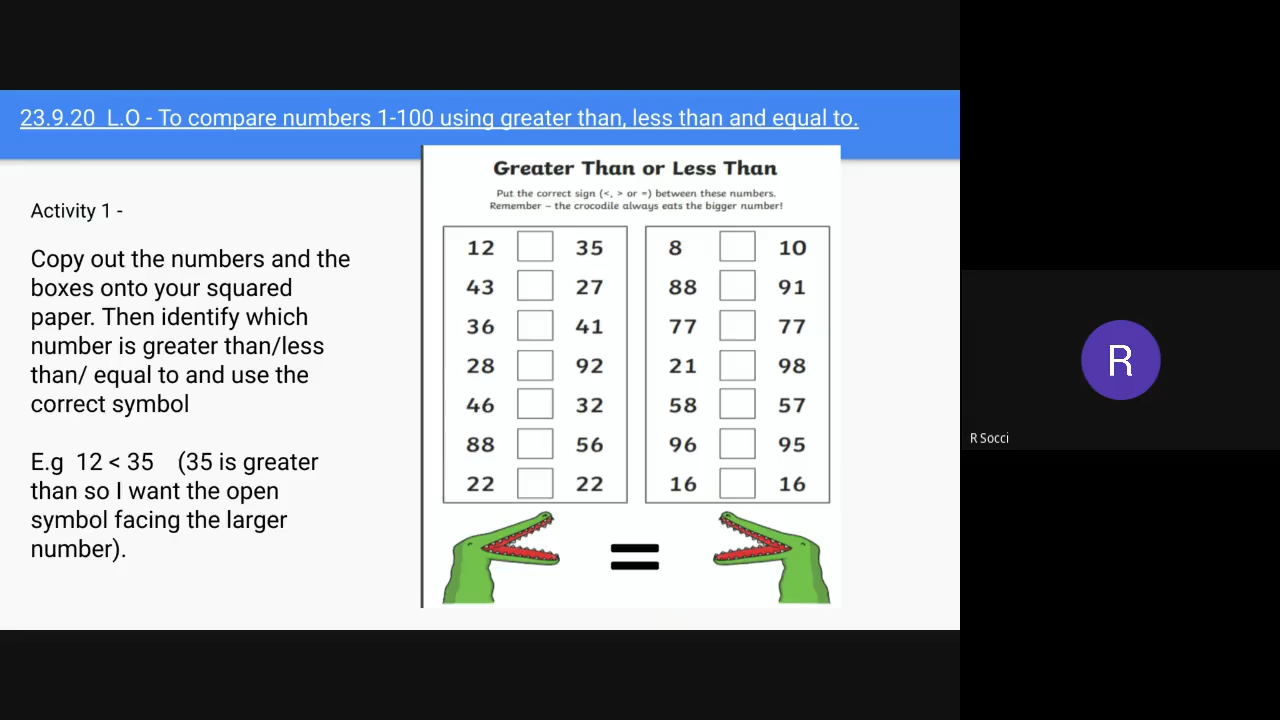 23.9.20 L.O - To compare numbers 1-100 using greater than, less than and equal to.
Activity 1 -
Copy out the numbers and the
boxes onto your squared
paper. Then identify which
number is greater than/less
than/ equal to and use the
correct symbol
E.g 12 < 35 (35 is greater
than so I want the open
symbol facing the larger
number).
Greater Than or Less Than
Put the correct sign (<, > or =) between these numbers.
Remember – the crocodile always eats the bigger number!
12 35
43 27
36 41
28 92
46 32
88 56
22 22
8 10
88 91
77 77
21 98
58 57
96 95
16 16
=
R
R Socci